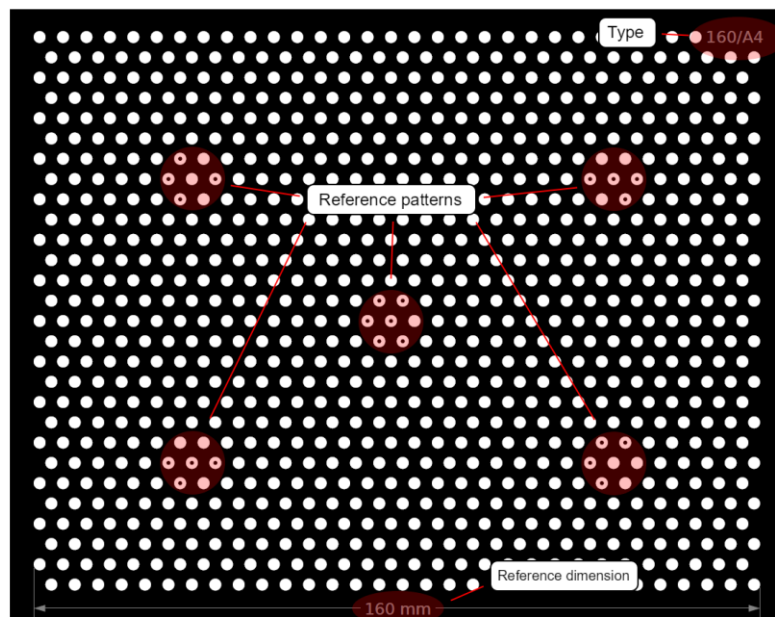 Type
160/A4
Reference patterns
Reference dimension
160 mm